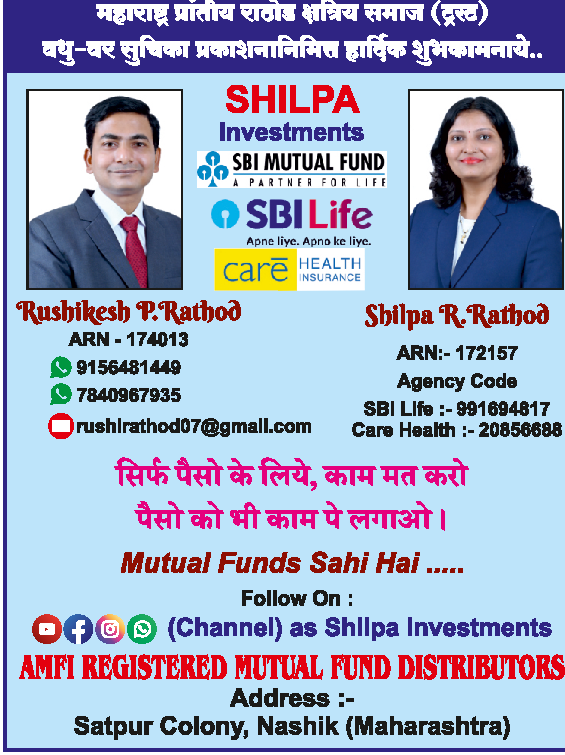 महाराष्ट्र प्रांतीय राठोड क्षत्रिय समाज (ट्रस्ट)
वधु-वर सुचिका प्रकाशनानिमित्त हार्दिक शुभकामनाये..
SHILPA
Investments
SBI MUTUAL FUND
A PARTNER FOR LIFE
SBI Life
Apne liye. Apno ke liye.
care HEALTH INSURANCE
Rushikesh P.Rathod
ARN - 174013
9156481449
7840967935
rushirathod07@gmail.com
Shilpa R.Rathod
ARN:- 172157
Agency Code
SBI Life :- 991694817
Care Health :- 20856688
सिर्फ पैसो के लिये, काम मत करो
पैसो को भी काम पे लगाओ।
Mutual Funds Sahi Hai .....
Follow On :
(Channel) as Shilpa Investments
AMFI REGISTERED MUTUAL FUND DISTRIBUTORS
Address :-
Satpur Colony, Nashik (Maharashtra)